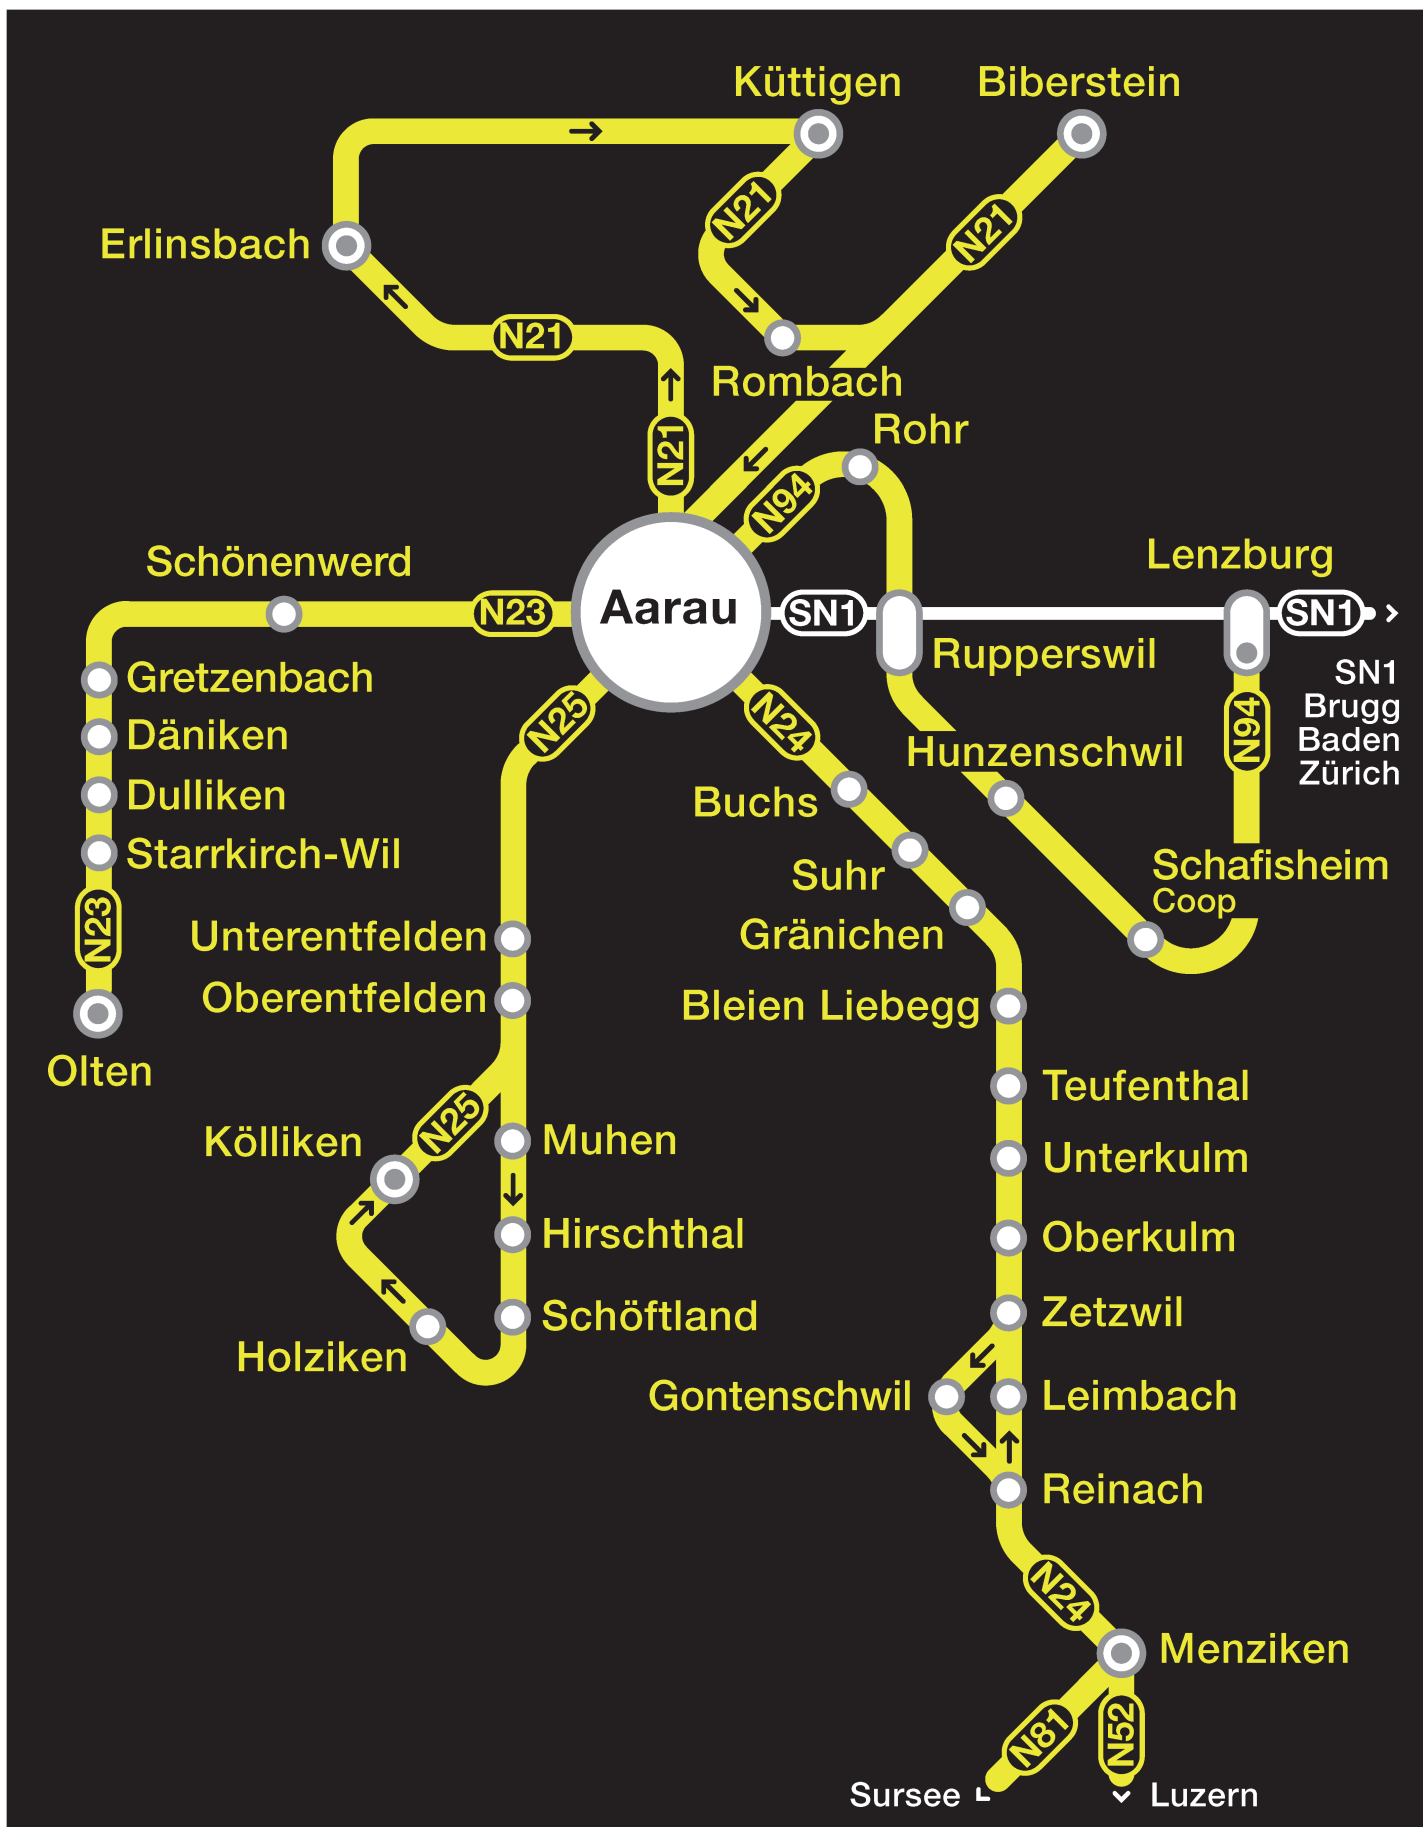 Küttigen
Biberstein
N21
N21
Erlinsbach
N21
Rombach
Rohr
N21
N94
Schönenwerd
Lenzburg
N23
Aarau
SN1
SN1
Rupperswil
SN1
Brugg
Baden
Zürich
Gretzenbach
N25
N24
N94
Däniken
Hunzenschwil
Dulliken
Buchs
Starrkirch-Wil
Suhr
Schafisheim
Coop
N23
Unterentfelden
Gränichen
Oberentfelden
Bleien Liebegg
Olten
Teufenthal
N25
Kölliken
Muhen
Unterkulm
Hirschthal
Oberkulm
Schöftland
Zetzwil
Holziken
Gontenschwil
Leimbach
Reinach
N24
Menziken
N81
N52
Sursee
Luzern